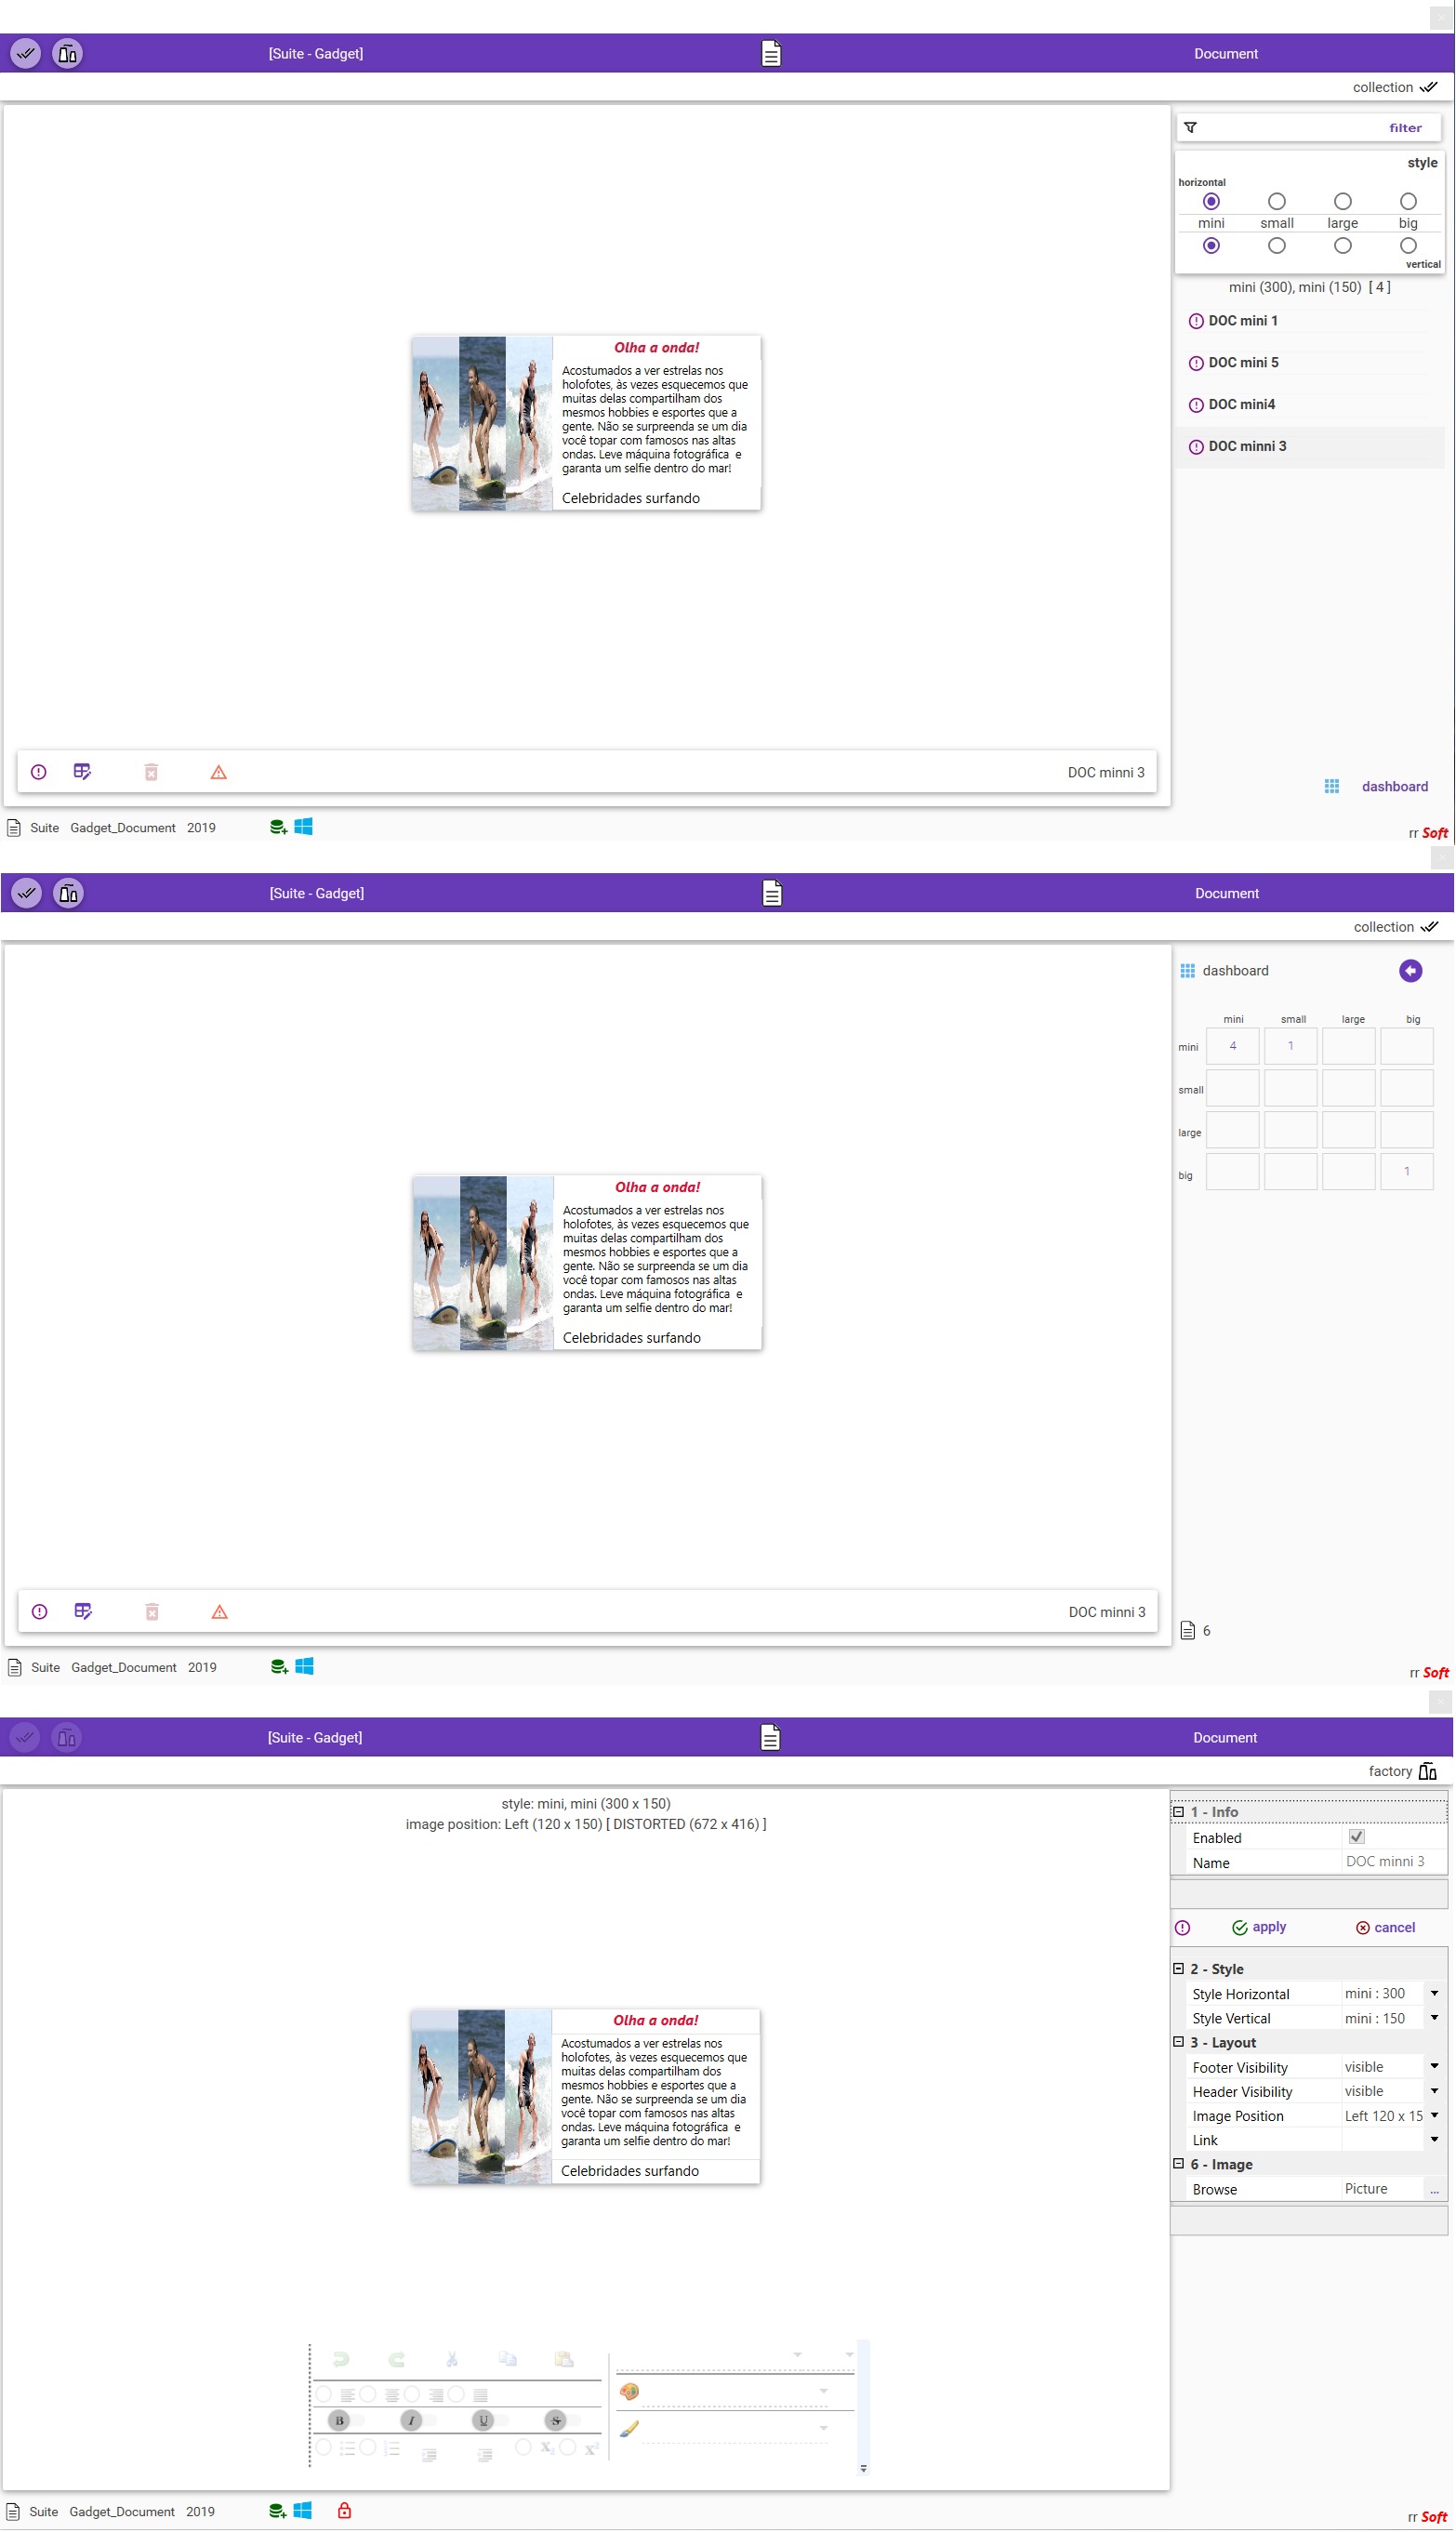 [Suite - Gadget] Document
collection
filter
style
horizontal
mini small large big
vertical
mini (300), mini (150) [ 4 ]
DOC mini 1
DOC mini 5
DOC mini4
DOC minni 3
Olha a onda!
Acostumados a ver estrelas nos
holofotes, às vezes esquecemos que
muitas delas compartilham dos
mesmos hobbies e esportes que a
gente. Não se surpreenda se um dia
você topar com famosos nas altas
ondas. Leve máquina fotográfica e
garanta um selfie dentro do mar!
Celebridades surfando
DOC minni 3
dashboard
Suite Gadget_Document 2019
rr Soft
[Suite - Gadget] Document
collection
dashboard
mini small large big
mini 4 1
small
large
big 1
Olha a onda!
Acostumados a ver estrelas nos
holofotes, às vezes esquecemos que
muitas delas compartilham dos
mesmos hobbies e esportes que a
gente. Não se surpreenda se um dia
você topar com famosos nas altas
ondas. Leve máquina fotográfica e
garanta um selfie dentro do mar!
Celebridades surfando
DOC minni 3
6
Suite Gadget_Document 2019
rr Soft
[Suite - Gadget] Document
factory
style: mini, mini (300 x 150)
image position: Left (120 x 150) [ DISTORTED (672 x 416) ]
1 - Info
Enabled
Name DOC minni 3
apply cancel
2 - Style
Style Horizontal mini : 300
Style Vertical mini : 150
3 - Layout
Footer Visibility visible
Header Visibility visible
Image Position Left 120 x 15
Link
6 - Image
Browse Picture ...
Olha a onda!
Acostumados a ver estrelas nos
holofotes, às vezes esquecemos que
muitas delas compartilham dos
mesmos hobbies e esportes que a
gente. Não se surpreenda se um dia
você topar com famosos nas altas
ondas. Leve máquina fotográfica e
garanta um selfie dentro do mar!
Celebridades surfando
B I U S
X₂ X²
Suite Gadget_Document 2019
rr Soft